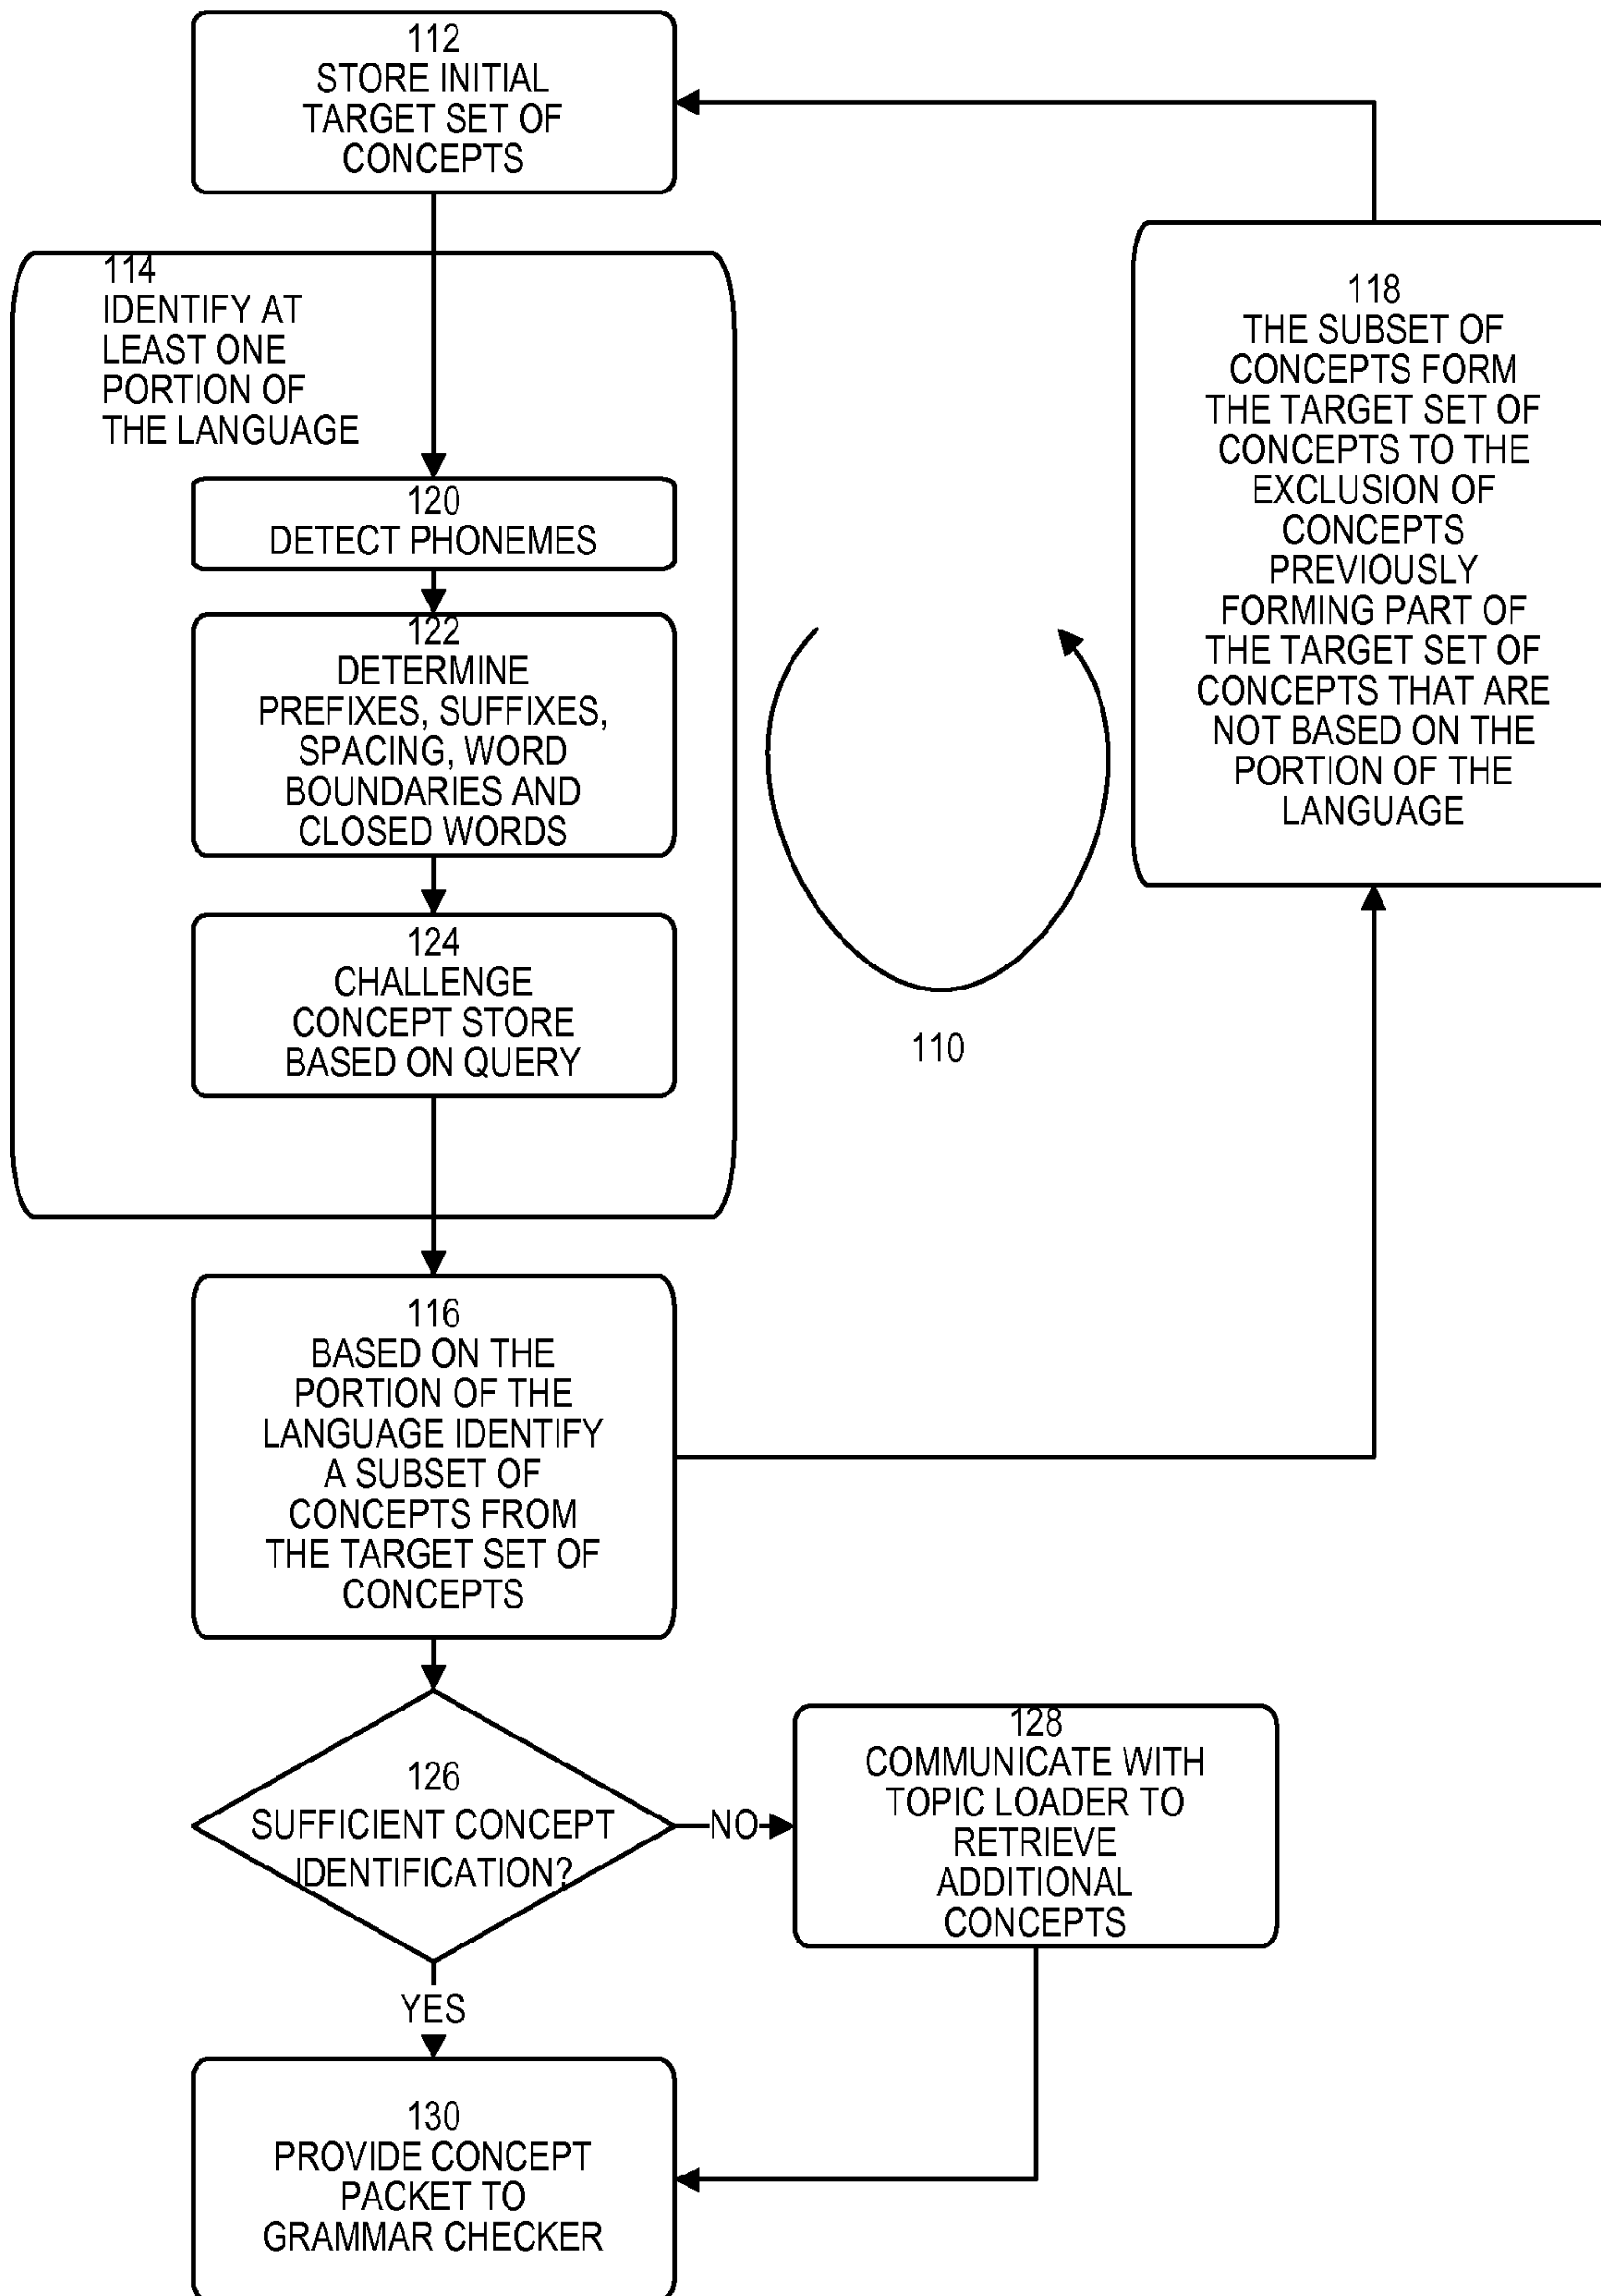 112
STORE INITIAL
TARGET SET OF
CONCEPTS
114
IDENTIFY AT
LEAST ONE
PORTION OF
THE LANGUAGE
120
DETECT PHONEMES
122
DETERMINE
PREFIXES, SUFFIXES,
SPACING, WORD
BOUNDARIES AND
CLOSED WORDS
124
CHALLENGE
CONCEPT STORE
BASED ON QUERY
110
118
THE SUBSET OF
CONCEPTS FORM
THE TARGET SET OF
CONCEPTS TO THE
EXCLUSION OF
CONCEPTS
PREVIOUSLY
FORMING PART OF
THE TARGET SET OF
CONCEPTS THAT ARE
NOT BASED ON THE
PORTION OF THE
LANGUAGE
116
BASED ON THE
PORTION OF THE
LANGUAGE IDENTIFY
A SUBSET OF
CONCEPTS FROM
THE TARGET SET OF
CONCEPTS
126
SUFFICIENT CONCEPT
IDENTIFICATION?
NO
128
COMMUNICATE WITH
TOPIC LOADER TO
RETRIEVE
ADDITIONAL
CONCEPTS
YES
130
PROVIDE CONCEPT
PACKET TO
GRAMMAR CHECKER